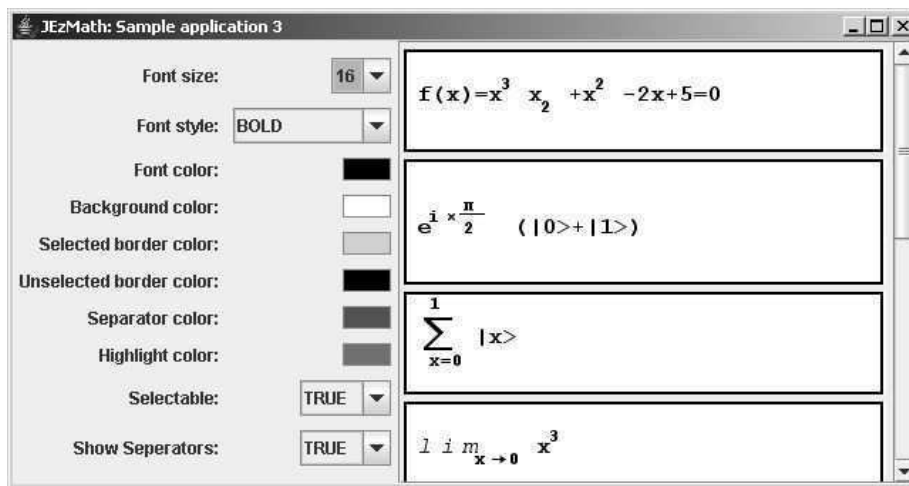 JEzMath: Sample application 3
Font size: 16
Font style: BOLD
Font color:
Background color:
Selected border color:
Unselected border color:
Separator color:
Highlight color:
Selectable: TRUE
Show Seperators: TRUE
f(x)=x³ x₂ +x² -2x+5=0
e^{i × π/2} (|0>+|1>)
1
∑ |x>
x=0
lim x³
x→0